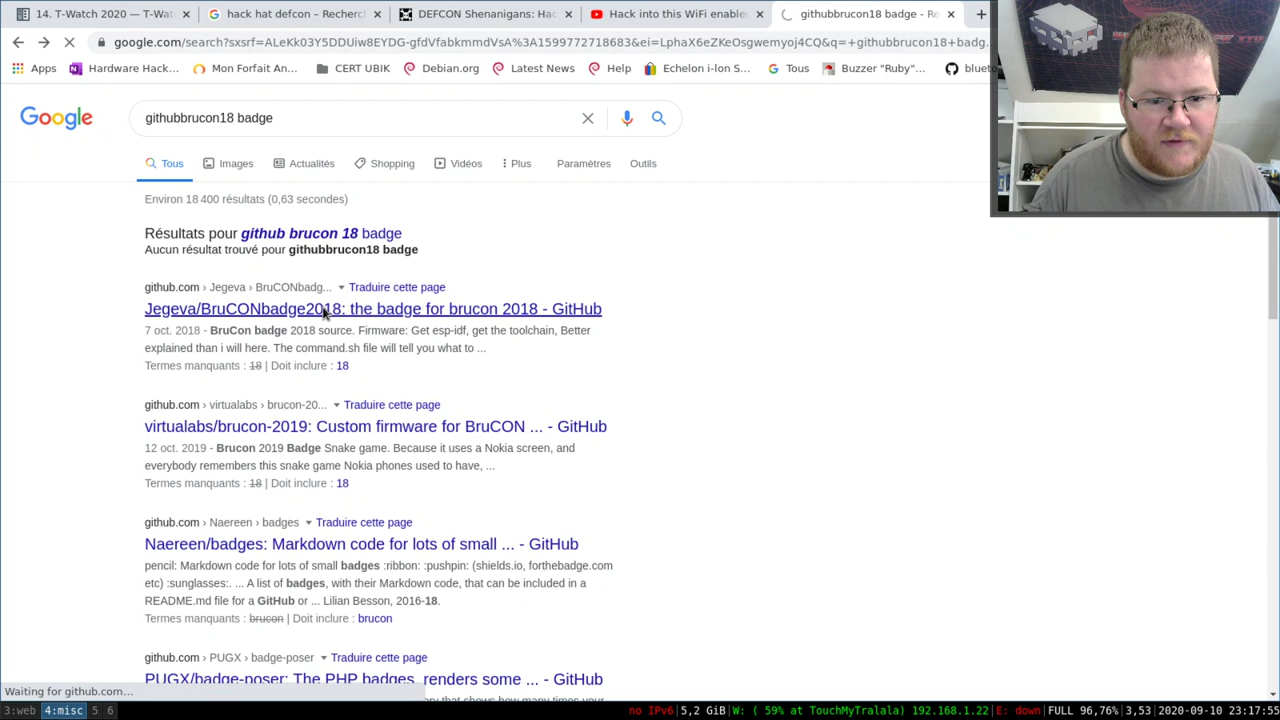 14. T-Watch 2020 — T-Wat
hack hat defcon – Recherc
DEFCON Shenanigans: Hac
Hack into this WiFi enable
githubbrucon18 badge - Re
google.com/search?sxsrf=ALeKk03Y5DDUiw8EYDG-gfdVfabkmmdVsA%3A1599772718683&ei=LphaX6eZKeOsgwemyoj4CQ&q=+githubbrucon18+badg...
Apps
Hardware Hack...
Mon Forfait An...
CERT UBIK
Debian.org
Latest News
Help
Echelon i-Ion S...
Tous
Buzzer "Ruby"...
Google
githubbrucon18 badge
Tous
Images
Actualités
Shopping
Vidéos
Plus
Paramètres
Outils
Environ 18 400 résultats (0,63 secondes)
Résultats pour github brucon 18 badge
Aucun résultat trouvé pour githubbrucon18 badge
github.com › Jegeva › BruCONbadg... Traduire cette page
Jegeva/BruCONbadge2018: the badge for brucon 2018 - GitHub
7 oct. 2018 - BruCon badge 2018 source. Firmware: Get esp-idf, get the toolchain, Better
explained than i will here. The command.sh file will tell you what to ...
Termes manquants : 18 | Doit inclure : 18
github.com › virtualabs › brucon-20... Traduire cette page
virtualabs/brucon-2019: Custom firmware for BruCON ... - GitHub
12 oct. 2019 - Brucon 2019 Badge Snake game. Because it uses a Nokia screen, and
everybody remembers this snake game Nokia phones used to have, ...
Termes manquants : 18 | Doit inclure : 18
github.com › Naereen › badges Traduire cette page
Naereen/badges: Markdown code for lots of small ... - GitHub
pencil: Markdown code for lots of small badges :ribbon: :pushpin: (shields.io, forthebadge.com
etc) :sunglasses:. ... A list of badges, with their Markdown code, that can be included in a
README.md file for a GitHub or ... Lilian Besson, 2016-18.
Termes manquants : brucon | Doit inclure : brucon
github.com › PUGX › badge-poser Traduire cette page
PUGX/badge-poser: The PHP badges, renders some ... - GitHub
Waiting for github.com...
3:web 4:misc 5 6
no IPv6|5,2 GiB|W: ( 59% at TouchMyTralala) 192.168.1.22|E: down|FULL 96,76%|3,53|2020-09-10 23:17:55